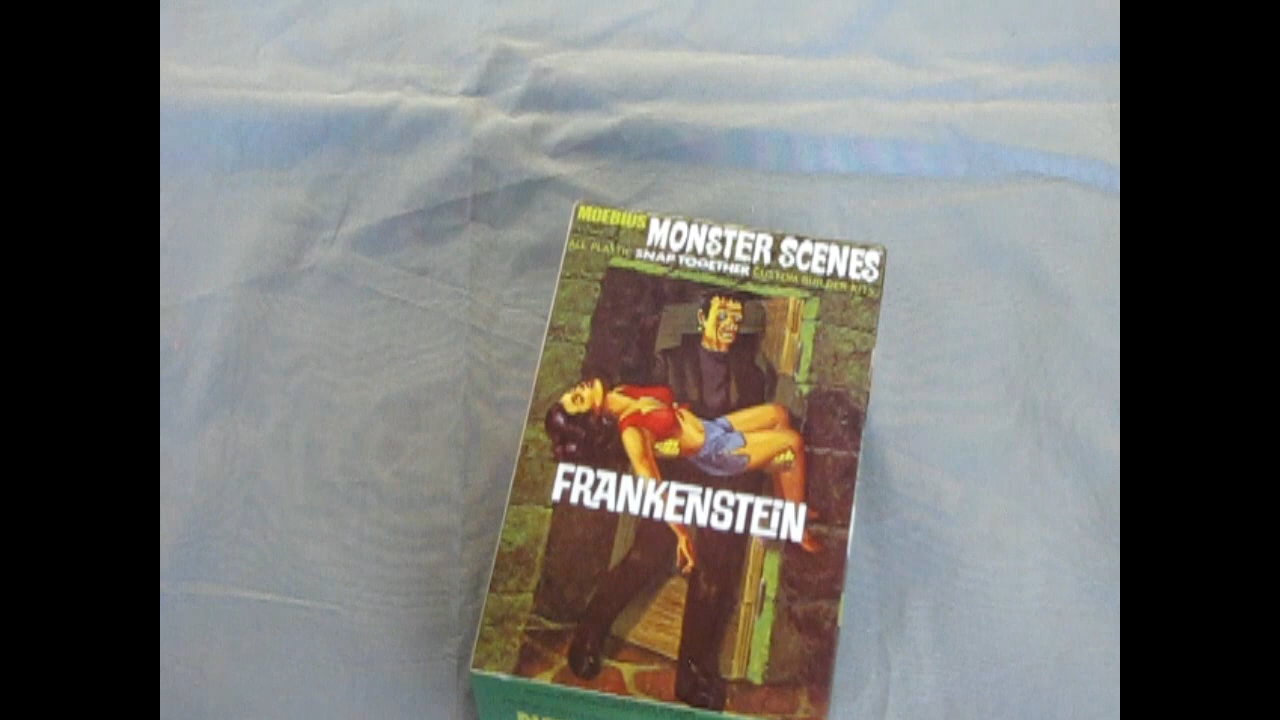 MOEBIUS MONSTER SCENES
ALL PLASTIC SNAP TOGETHER CUSTOM BUILDER KITS
FRANKENSTEIN